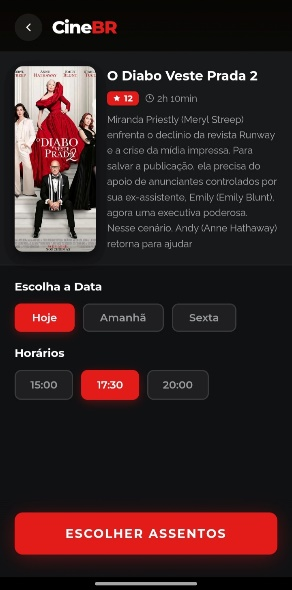 CineBR
O Diabo Veste Prada 2
★ 12 2h 10min
Miranda Priestly (Meryl Streep)
enfrenta o declínio da revista Runway
e a crise da mídia impressa. Para
salvar a publicação, ela precisa do
apoio de anunciantes controlados por
sua ex-assistente, Emily (Emily Blunt),
agora uma executiva poderosa.
Nesse cenário, Andy (Anne Hathaway)
retorna para ajudar
HATHAWAY BLUNT
O DIABO
VESTE
PRADA 2
Escolha a Data
Hoje Amanhã Sexta
Horários
15:00 17:30 20:00
ESCOLHER ASSENTOS